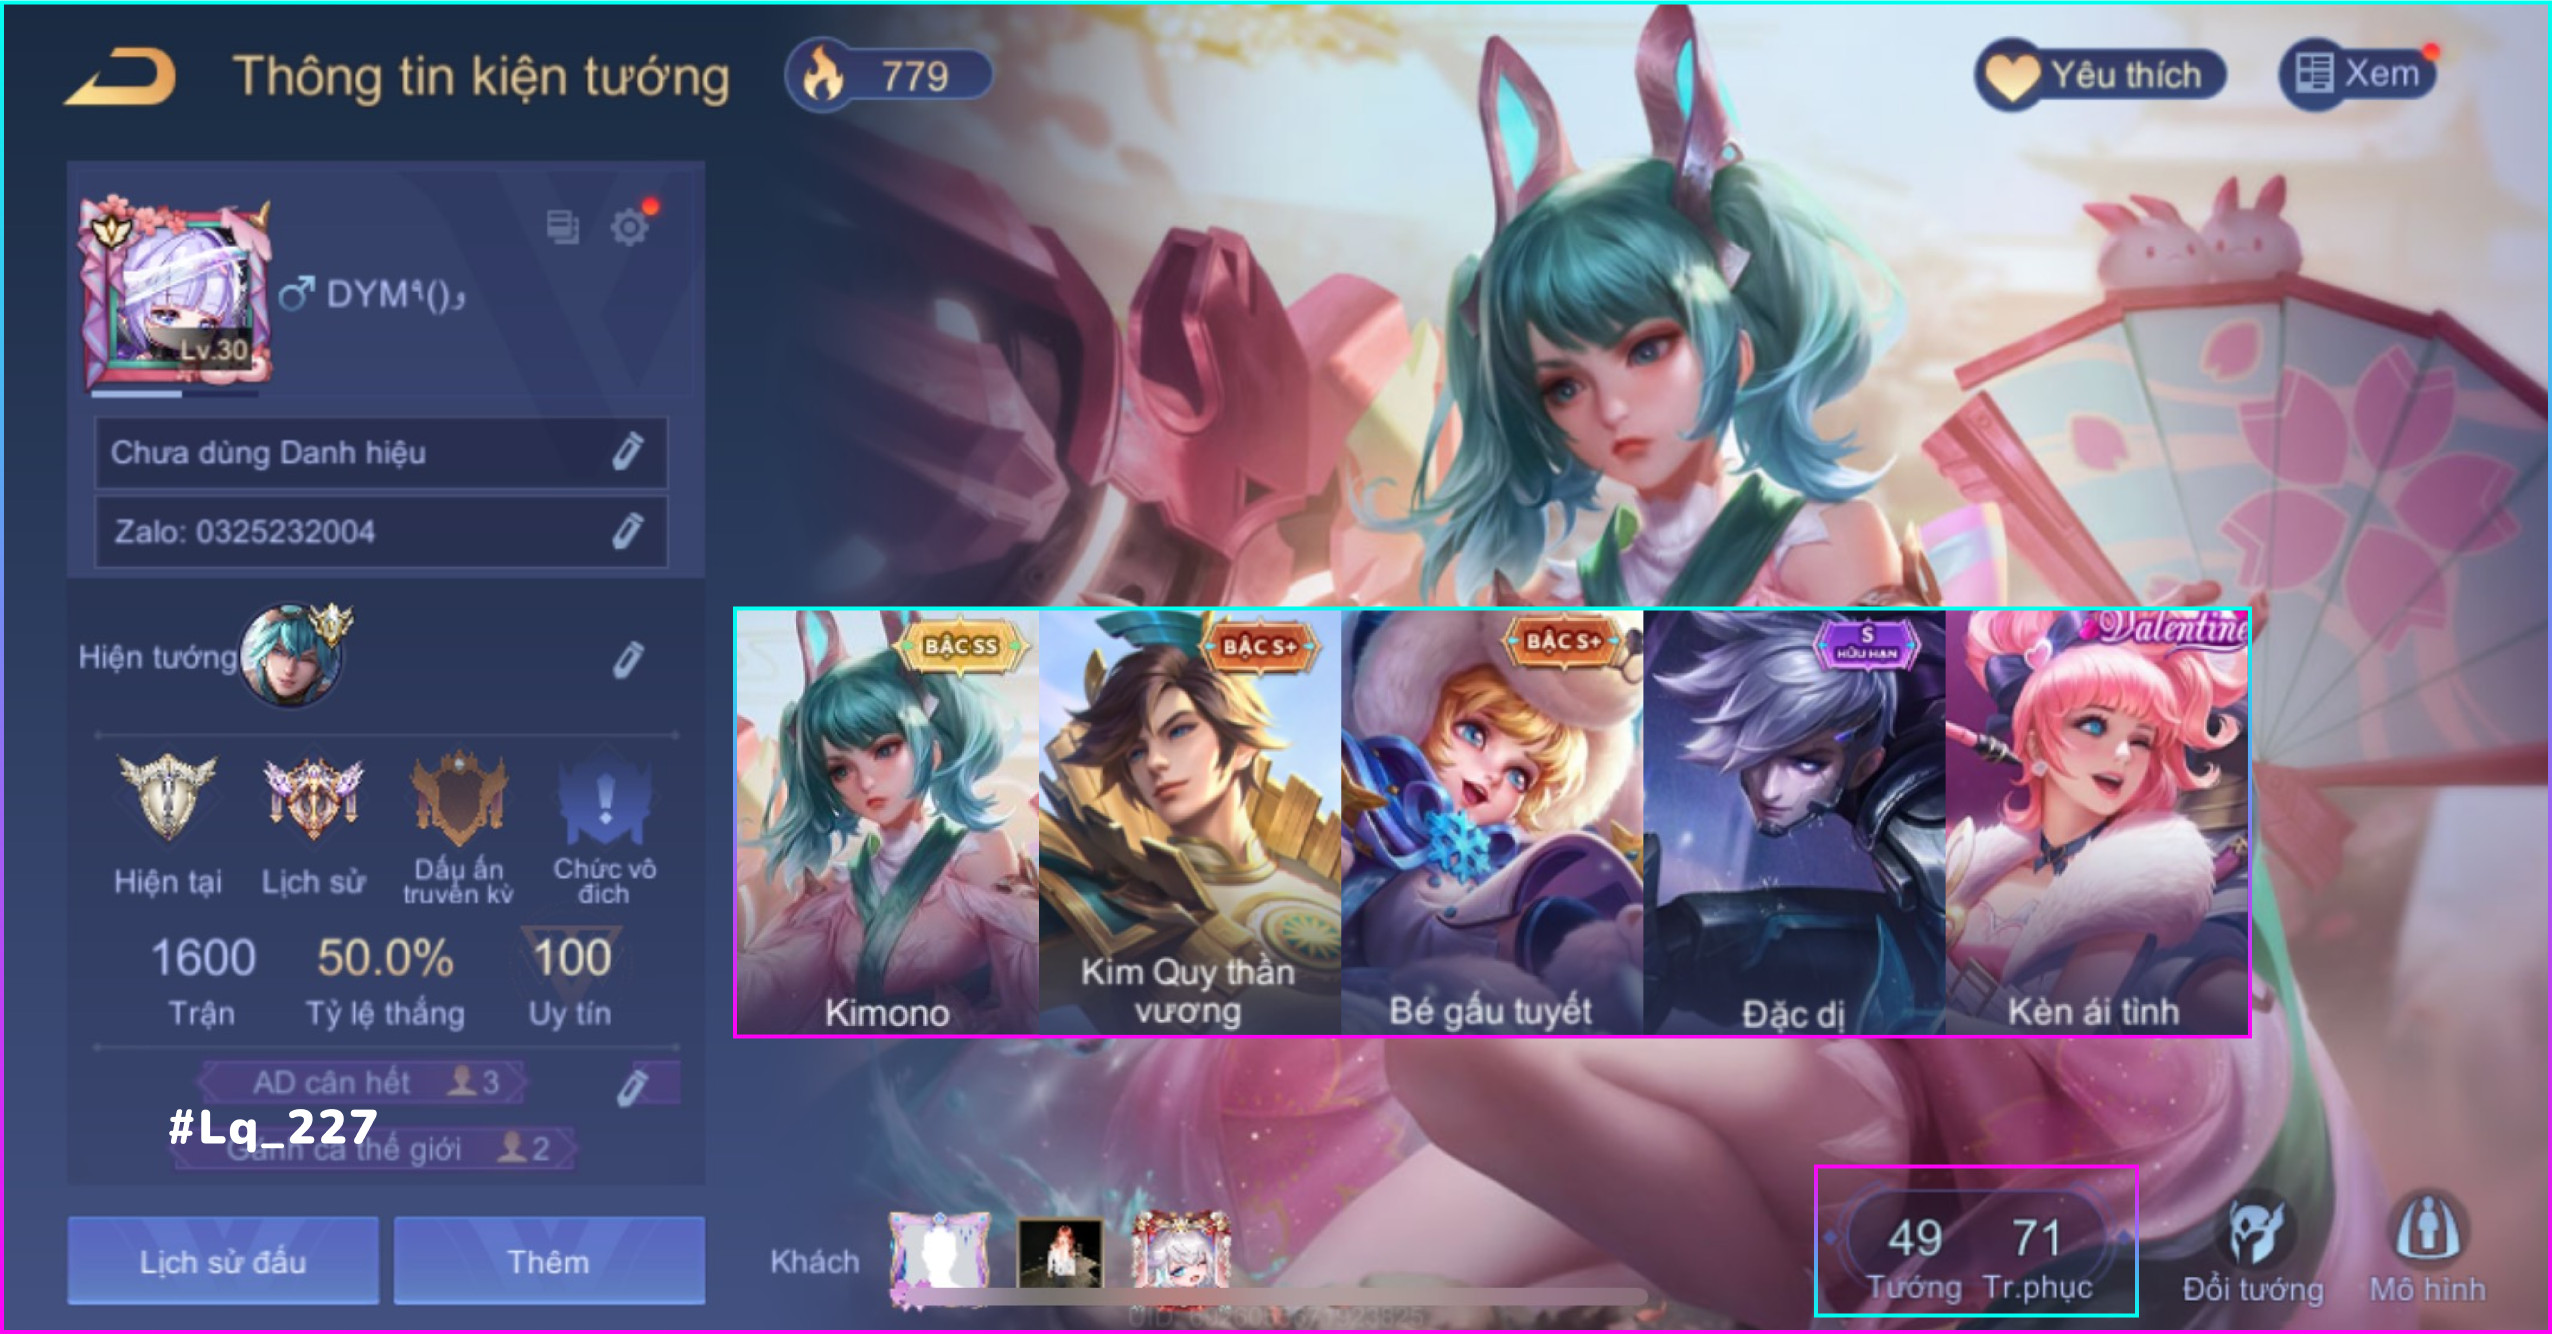 Thông tin kiện tướng
779
Yêu thích
Xem
Lv.30
DYM٩()و
Chưa dùng Danh hiệu
Zalo: 0325232004
Hiện tướng
Hiện tại
Lịch sử
Dấu ấn
truyền kỳ
Chức vô
địch
1600
Trận
50.0%
Tỷ lệ thắng
100
Uy tín
AD cân hết 3
#Lq_227
Gánh cả thế giới 2
Lịch sử đấu
Thêm
BẬC SS
Kimono
BẬC S+
Kim Quy thần
vương
BẬC S+
Bé gấu tuyết
S
HỮU HẠN
Đặc dị
Valentine
Kèn ái tình
Khách
49
Tướng
71
Tr.phục
Đổi tướng
Mô hình